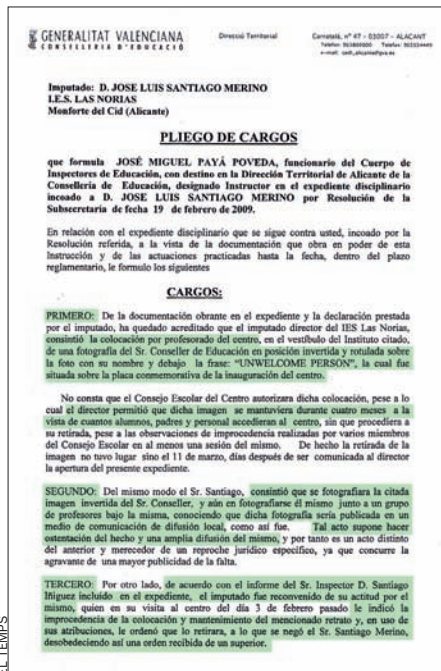 GENERALITAT VALENCIANA
CONSELLERIA D'EDUCACIÓ
Direcció Territorial
Carratalá, nº 47 - 03007 - ALACANT
Imputado: D. JOSE LUIS SANTIAGO MERINO
I.E.S. LAS NORIAS
Monforte del Cid (Alicante)
PLIEGO DE CARGOS
que formula JOSÉ MIGUEL PAYÁ POVEDA, funcionario del Cuerpo de
Inspectores de Educación, con destino en la Dirección Territorial de Alicante de la
Conselleria de Educación, designado Instructor en el expediente disciplinario
incoado a D. JOSE LUIS SANTIAGO MERINO por Resolución de la
Subsecretaria de fecha 19 de febrero de 2009.
En relación con el expediente disciplinario que se sigue contra usted, incoado por la
Resolución referida, a la vista de la documentación que obra en poder de esta
Instrucción y de las actuaciones practicadas hasta la fecha, dentro del plazo
reglamentario, le formulo los siguientes
CARGOS:
PRIMERO: De la documentación obrante en el expediente y la declaración prestada
por el imputado, ha quedado acreditado que el imputado director del IES Las Norias,
consintió la colocación por profesorado del centro, en el vestíbulo del Instituto citado,
de una fotografía del Sr. Conseller de Educación en posición invertida y rotulada sobre
la foto con su nombre y debajo la frase: "UNWELCOME PERSON", la cual fue
situada sobre la placa conmemorativa de la inauguración del centro.
No consta que el Consejo Escolar del Centro autorizara dicha colocación, pese a lo
cual el director permitió que dicha imagen se mantuviera durante cuatro meses a la
vista de cuantos alumnos, padres y personal accedieran al centro, sin que procediera a
su retirada, pese a las observaciones de improcedencia realizadas por varios miembros
del Consejo Escolar en al menos una sesión del mismo. De hecho la retirada de la
imagen no tuvo lugar sino el 11 de marzo, días después de ser comunicada al director
la apertura del presente expediente.
SEGUNDO: Del mismo modo el Sr. Santiago, consintió que se fotografiara la citada
imagen invertida del Sr. Conseller, y aún en fotografiarse él mismo junto a un grupo
de profesores bajo la misma, conociendo que dicha fotografía sería publicada en un
medio de comunicación de difusión local, como así fue. Tal acto supone hacer
ostentación del hecho y una amplia difusión del mismo, y por tanto es un acto distinto
del anterior y merecedor de un reproche jurídico específico, ya que concurre la
agravante de una mayor publicidad de la falta.
TERCERO: Por otro lado, de acuerdo con el informe del Sr. Inspector D. Santiago
Iñiguez incluido en el expediente, el imputado fue reconvenido de su actitud por el
mismo, quien en su visita al centro del día 3 de febrero pasado le indicó la
improcedencia de la colocación y mantenimiento del mencionado retrato y, en uso de
sus atribuciones, le ordenó que lo retirara, a lo que se negó el Sr. Santiago Merino,
desobedeciendo así una orden recibida de un superior.
EL TEMPS